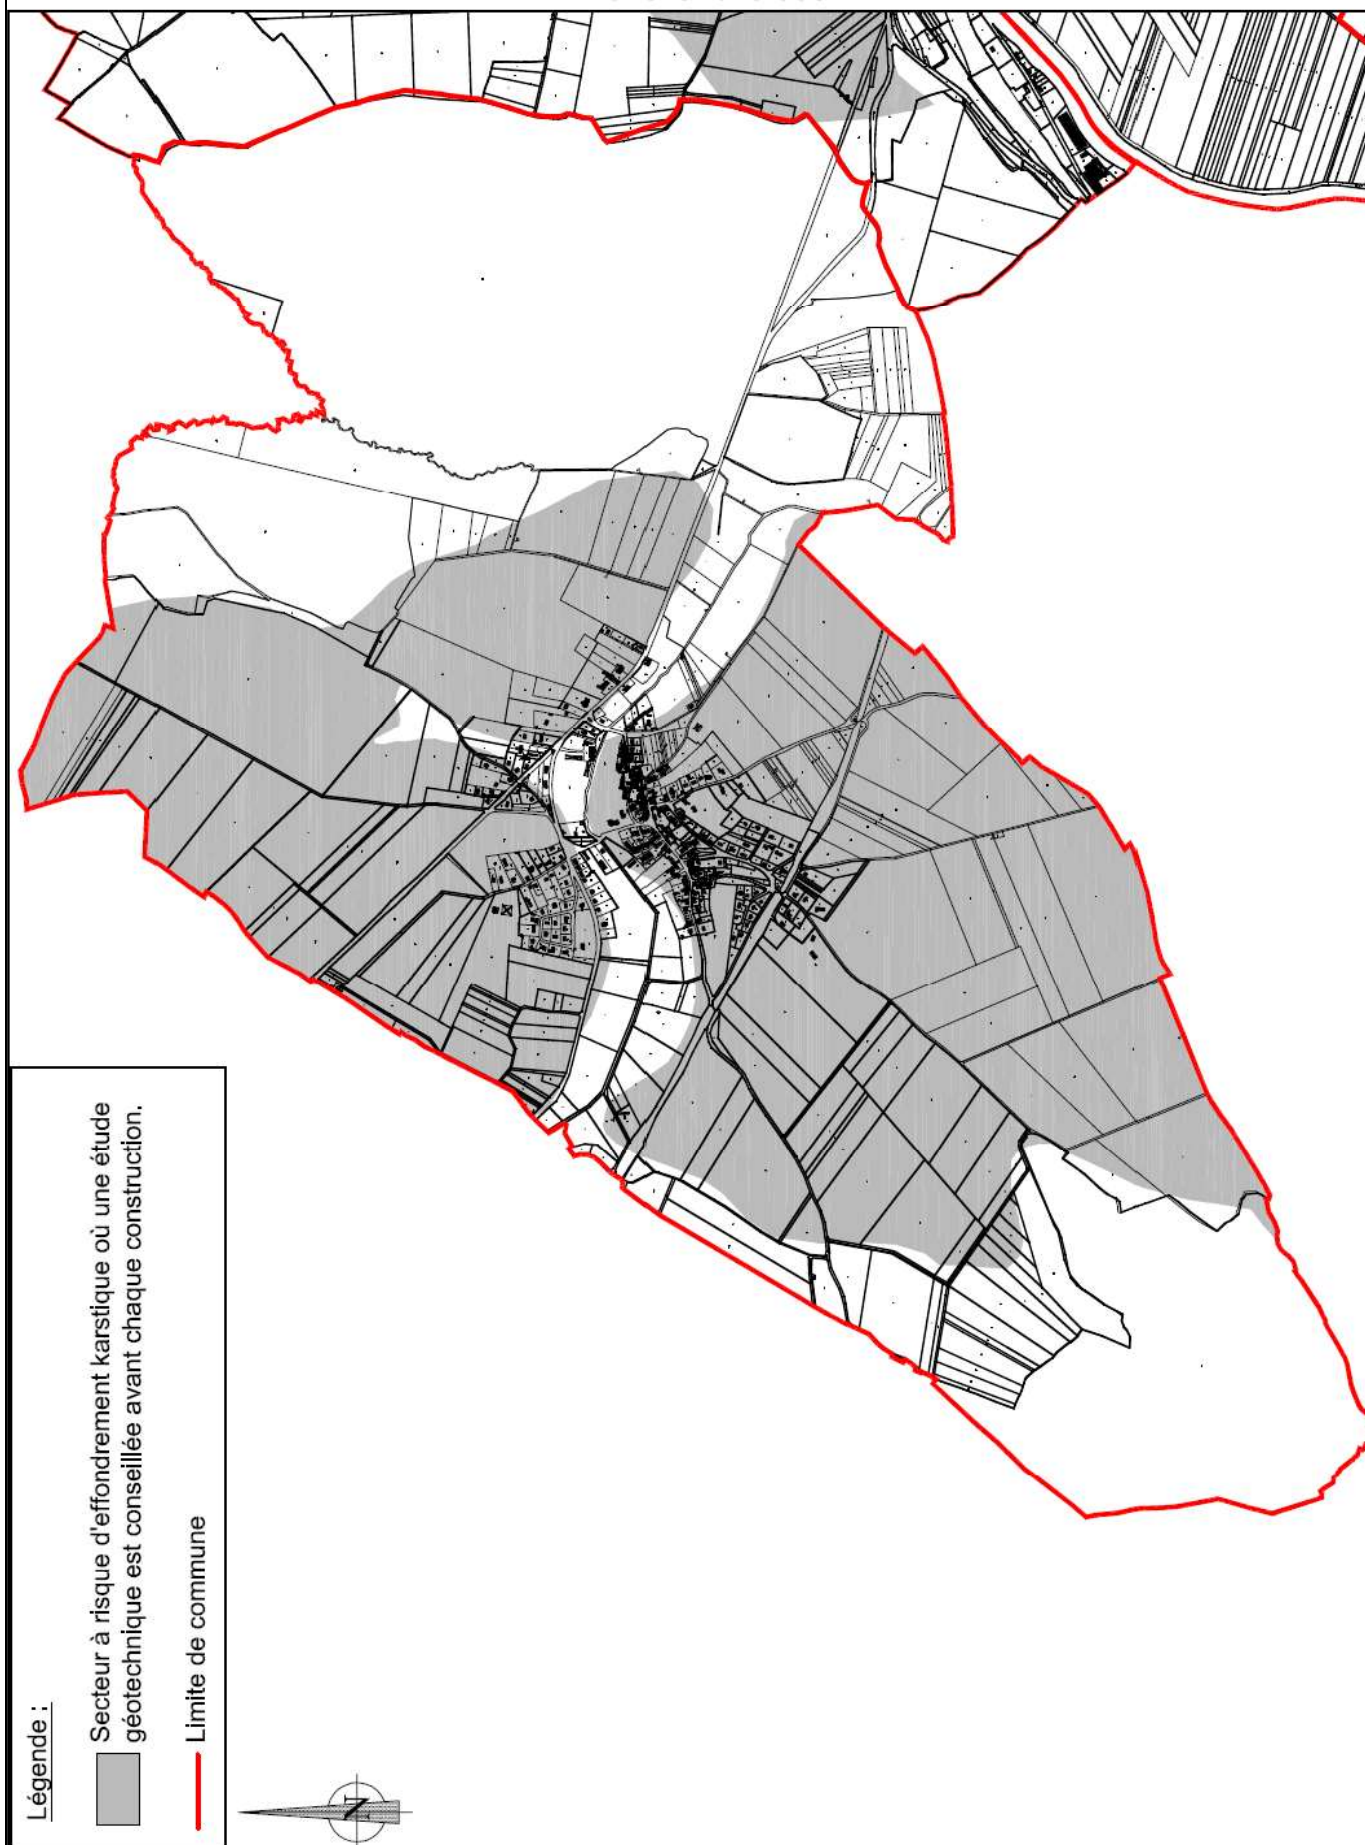 Légende :
Secteur à risque d'effondrement karstique où une étude
géotechnique est conseillée avant chaque construction.
Limite de commune
N